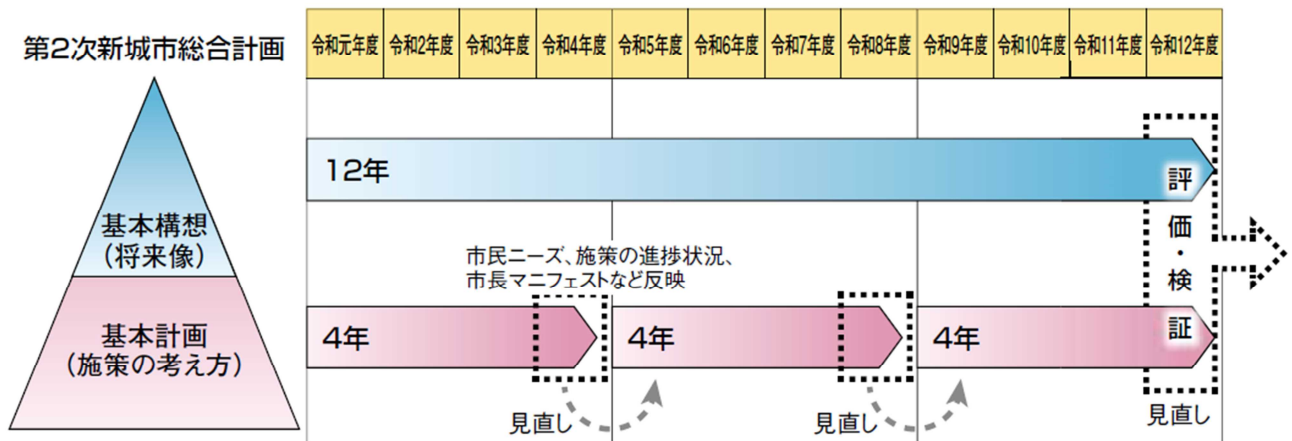 第2次新城市総合計画
令和元年度 令和2年度 令和3年度 令和4年度 令和5年度 令和6年度 令和7年度 令和8年度 令和9年度 令和10年度 令和11年度 令和12年度
基本構想
(将来像)
基本計画
(施策の考え方)
12年
市民ニーズ、施策の進捗状況、
市長マニフェストなど反映
4年
4年
4年
評価・検証
見直し
見直し
見直し